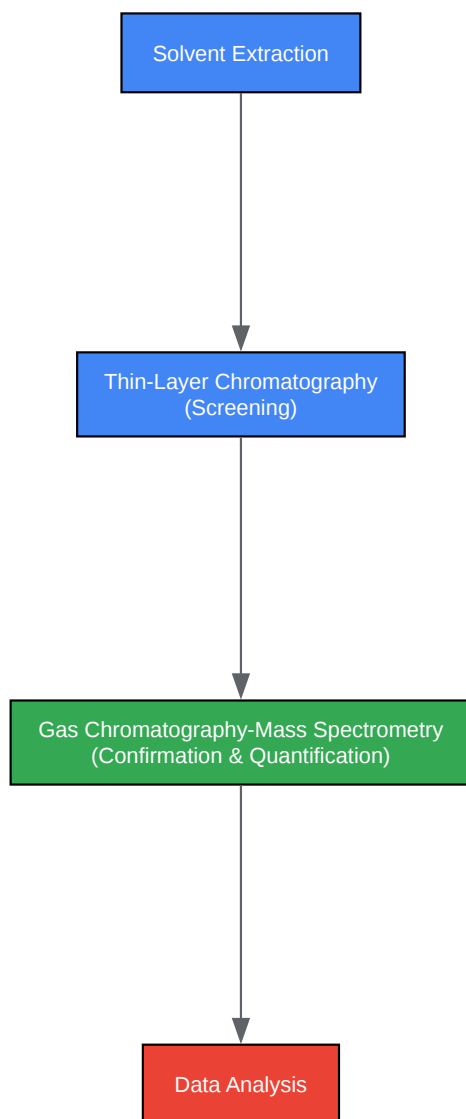 Solvent Extraction
Thin-Layer Chromatography
(Screening)
Gas Chromatography-Mass Spectrometry
(Confirmation & Quantification)
Data Analysis